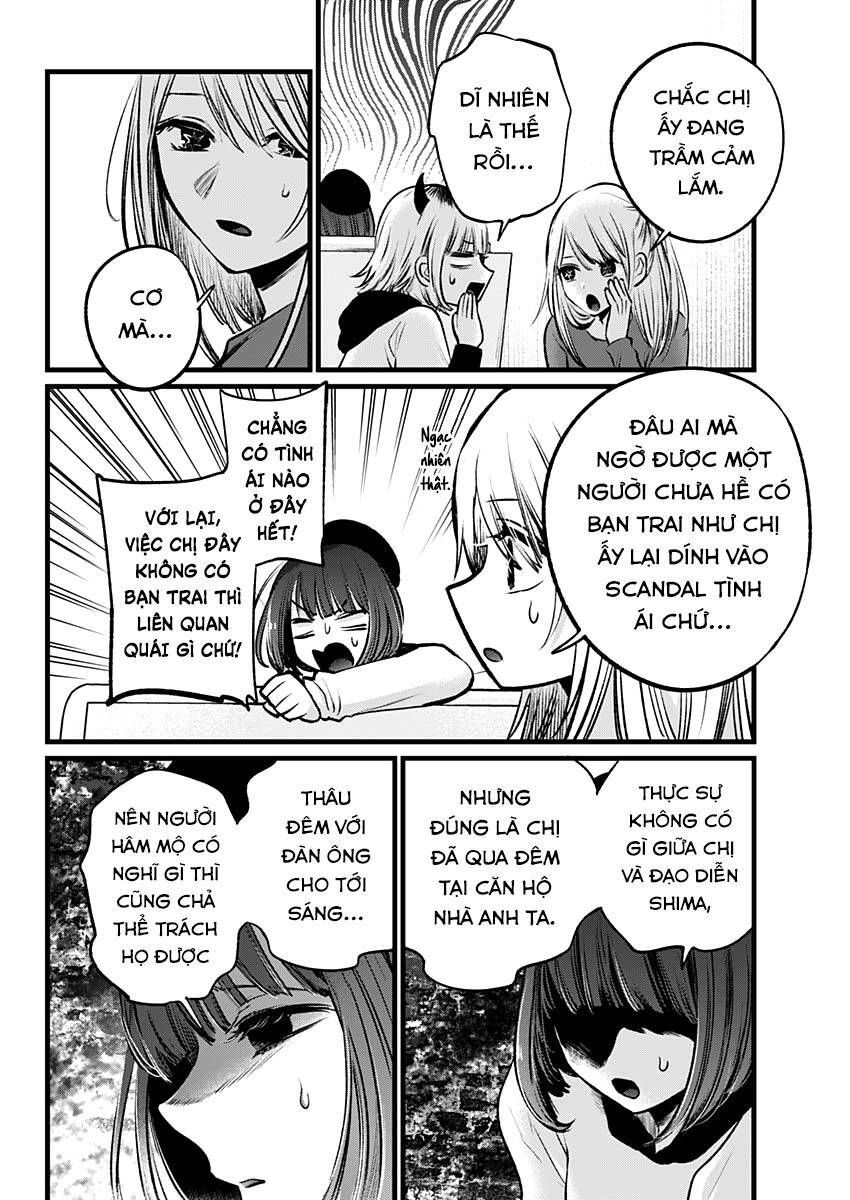 CHẮC CHỊ
ẤY ĐANG
TRẦM CẢM
LẮM.
DĨ NHIÊN
LÀ THẾ
RỒI...
CƠ
MÀ...
ĐÂU AI MÀ
NGỜ ĐƯỢC MỘT
NGƯỜI CHƯA HỀ CÓ
BẠN TRAI NHƯ CHỊ
ẤY LẠI DÍNH VÀO
SCANDAL TÌNH
ÁI CHỨ...
Ngạc
nhiên
thật.
CHẲNG
CÓ TÌNH
ÁI NÀO
Ở ĐÂY
HẾT!
VỚI LẠI,
VIỆC CHỊ ĐÂY
KHÔNG CÓ
BẠN TRAI THÌ
LIÊN QUAN
QUÁI GÌ CHỨ!
THỰC SỰ
KHÔNG CÓ
GÌ GIỮA CHỊ
VÀ ĐẠO DIỄN
SHIMA,
NHƯNG
ĐÚNG LÀ CHỊ
ĐÃ QUA ĐÊM
TẠI CĂN HỘ
NHÀ ANH TA.
THÂU
ĐÊM VỚI
ĐÀN ÔNG
CHO TỚI
SÁNG...
NÊN NGƯỜI
HÂM MỘ CÓ
NGHĨ GÌ THÌ
CŨNG CHẢ
THỂ TRÁCH
HỌ ĐƯỢC